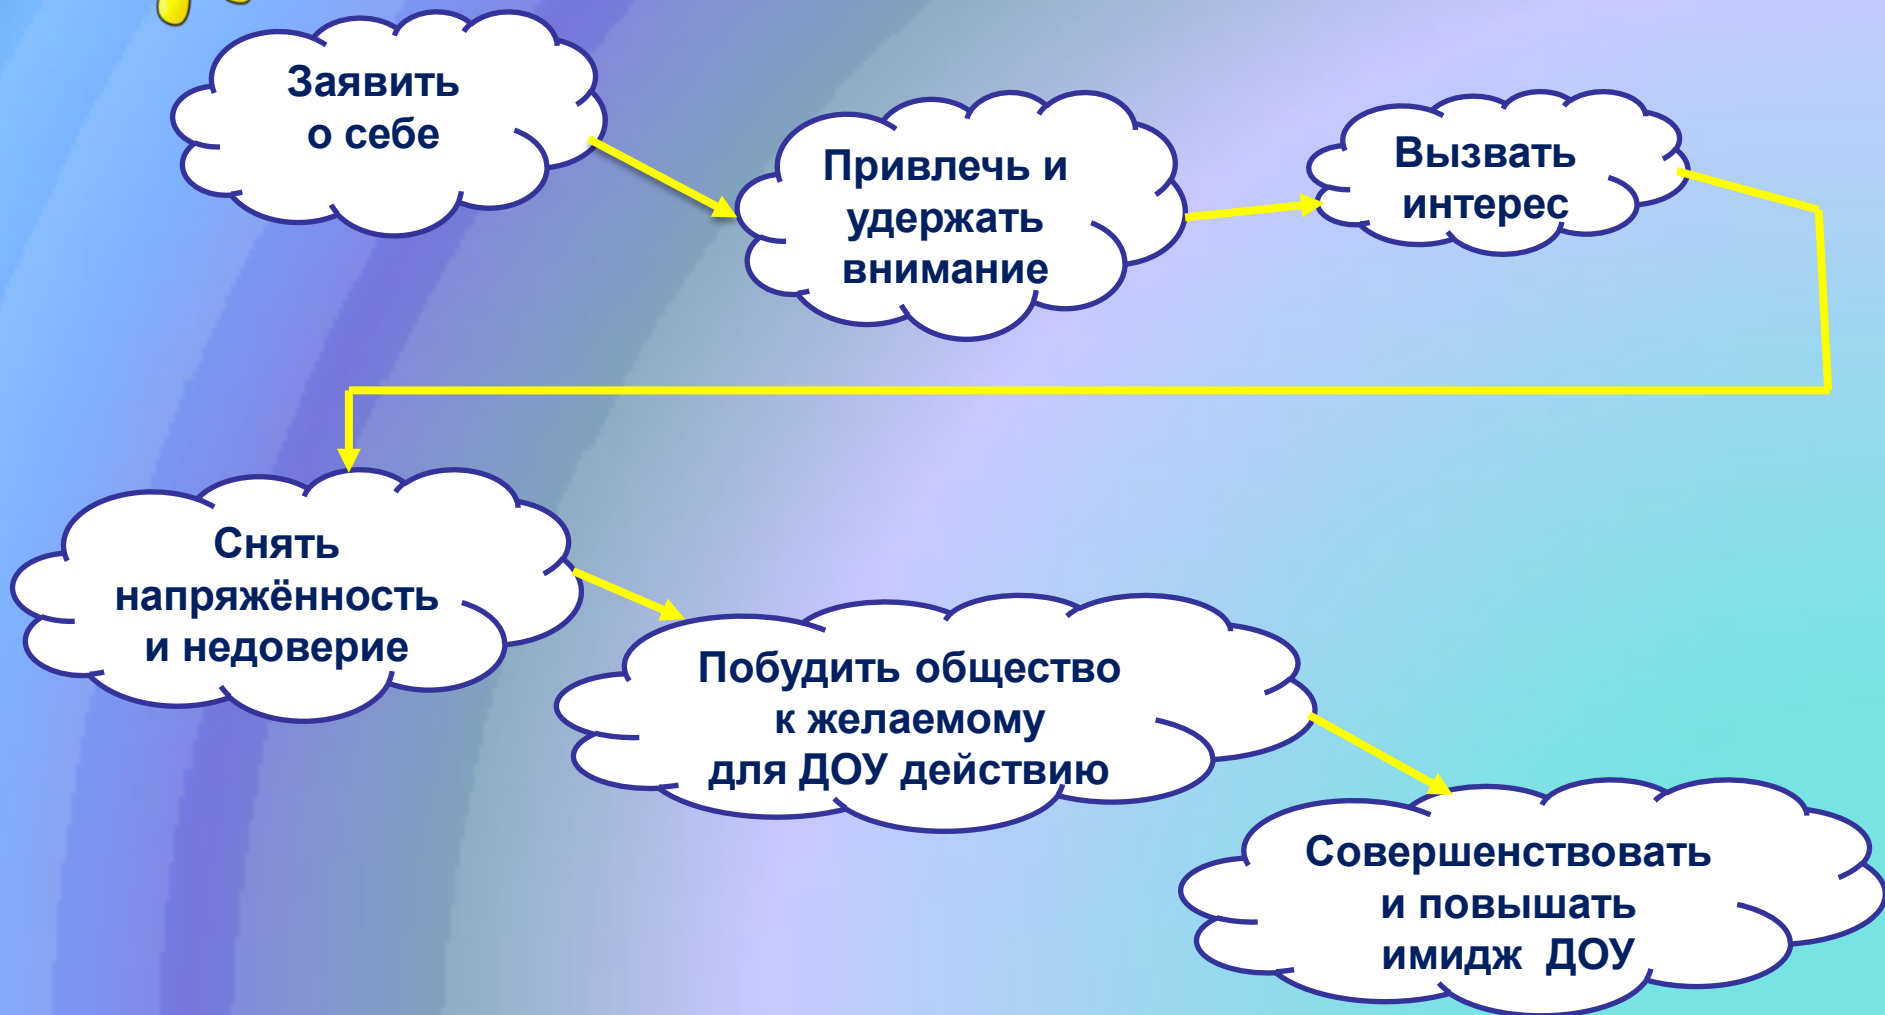 Заявить
о себе
Привлечь и
удержать
внимание
Вызвать
интерес
Снять
напряжённость
и недоверие
Побудить общество
к желаемому
для ДОУ действию
Совершенствовать
и повышать
имидж ДОУ